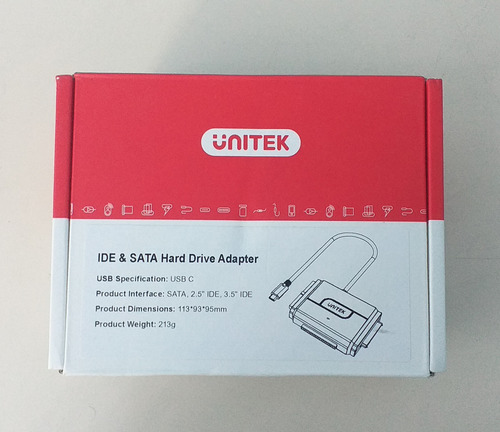 UNITEK
IDE & SATA Hard Drive Adapter
USB Specification: USB C
Product Interface: SATA, 2.5" IDE, 3.5" IDE
Product Dimensions: 113*93*95mm
Product Weight: 213g
UNITEK